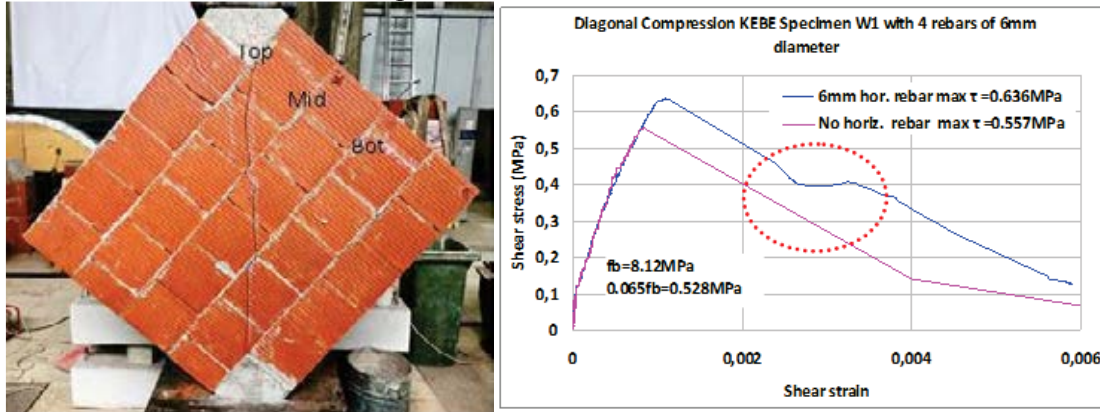 Top
Mid
Bot
Diagonal Compression KEBE Specimen W1 with 4 rebars of 6mm
diameter
0,7
0,6
0,5
0,4
0,3
0,2
0,1
0
Shear stress (MPa)
6mm hor. rebar max τ =0.636MPa
No horiz. rebar max τ =0.557MPa
fb=8.12MPa
0.065fb=0.528MPa
0
0,002
0,004
0,006
Shear strain